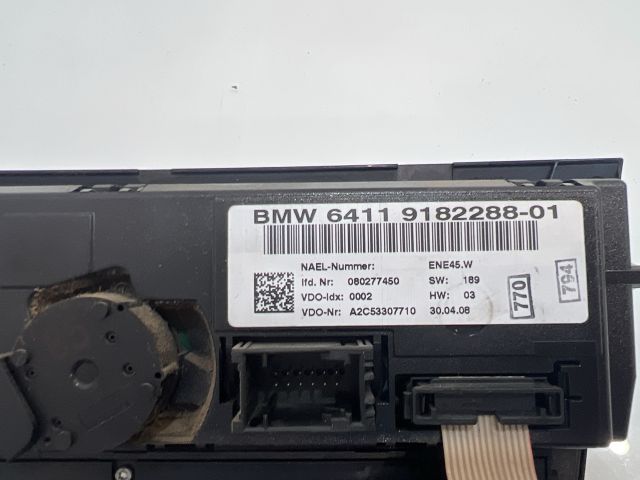 BMW 6411 9182288-01
NAEL-Nummer: ENE45.W
lfd. Nr: 080277450 SW: 189
VDO-Idx: 0002 HW: 03
VDO-Nr: A2C53307710 30.04.08
770
794